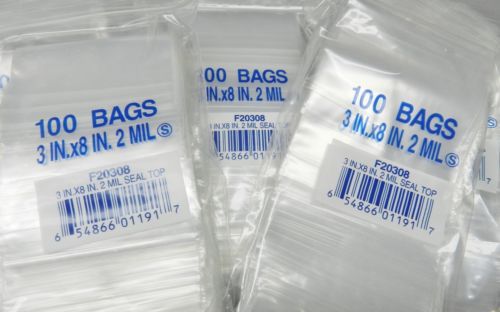 100 BAGS
3 IN.x8 IN. 2 MIL Ⓢ
F20308
3 IN.X8 IN. 2 MIL SEAL TOP
6 54866 01191 7
100 BAGS
3 IN.x8 IN. 2 MIL
F20308
3 IN.X8 IN. 2 MIL SEAL TOP
54866 01191 7
100 BAGS
3 IN.x8 IN. 2 MIL Ⓢ
F20308
3 IN.X8 IN. 2 MIL SEAL TOP
6 54866 01191 7